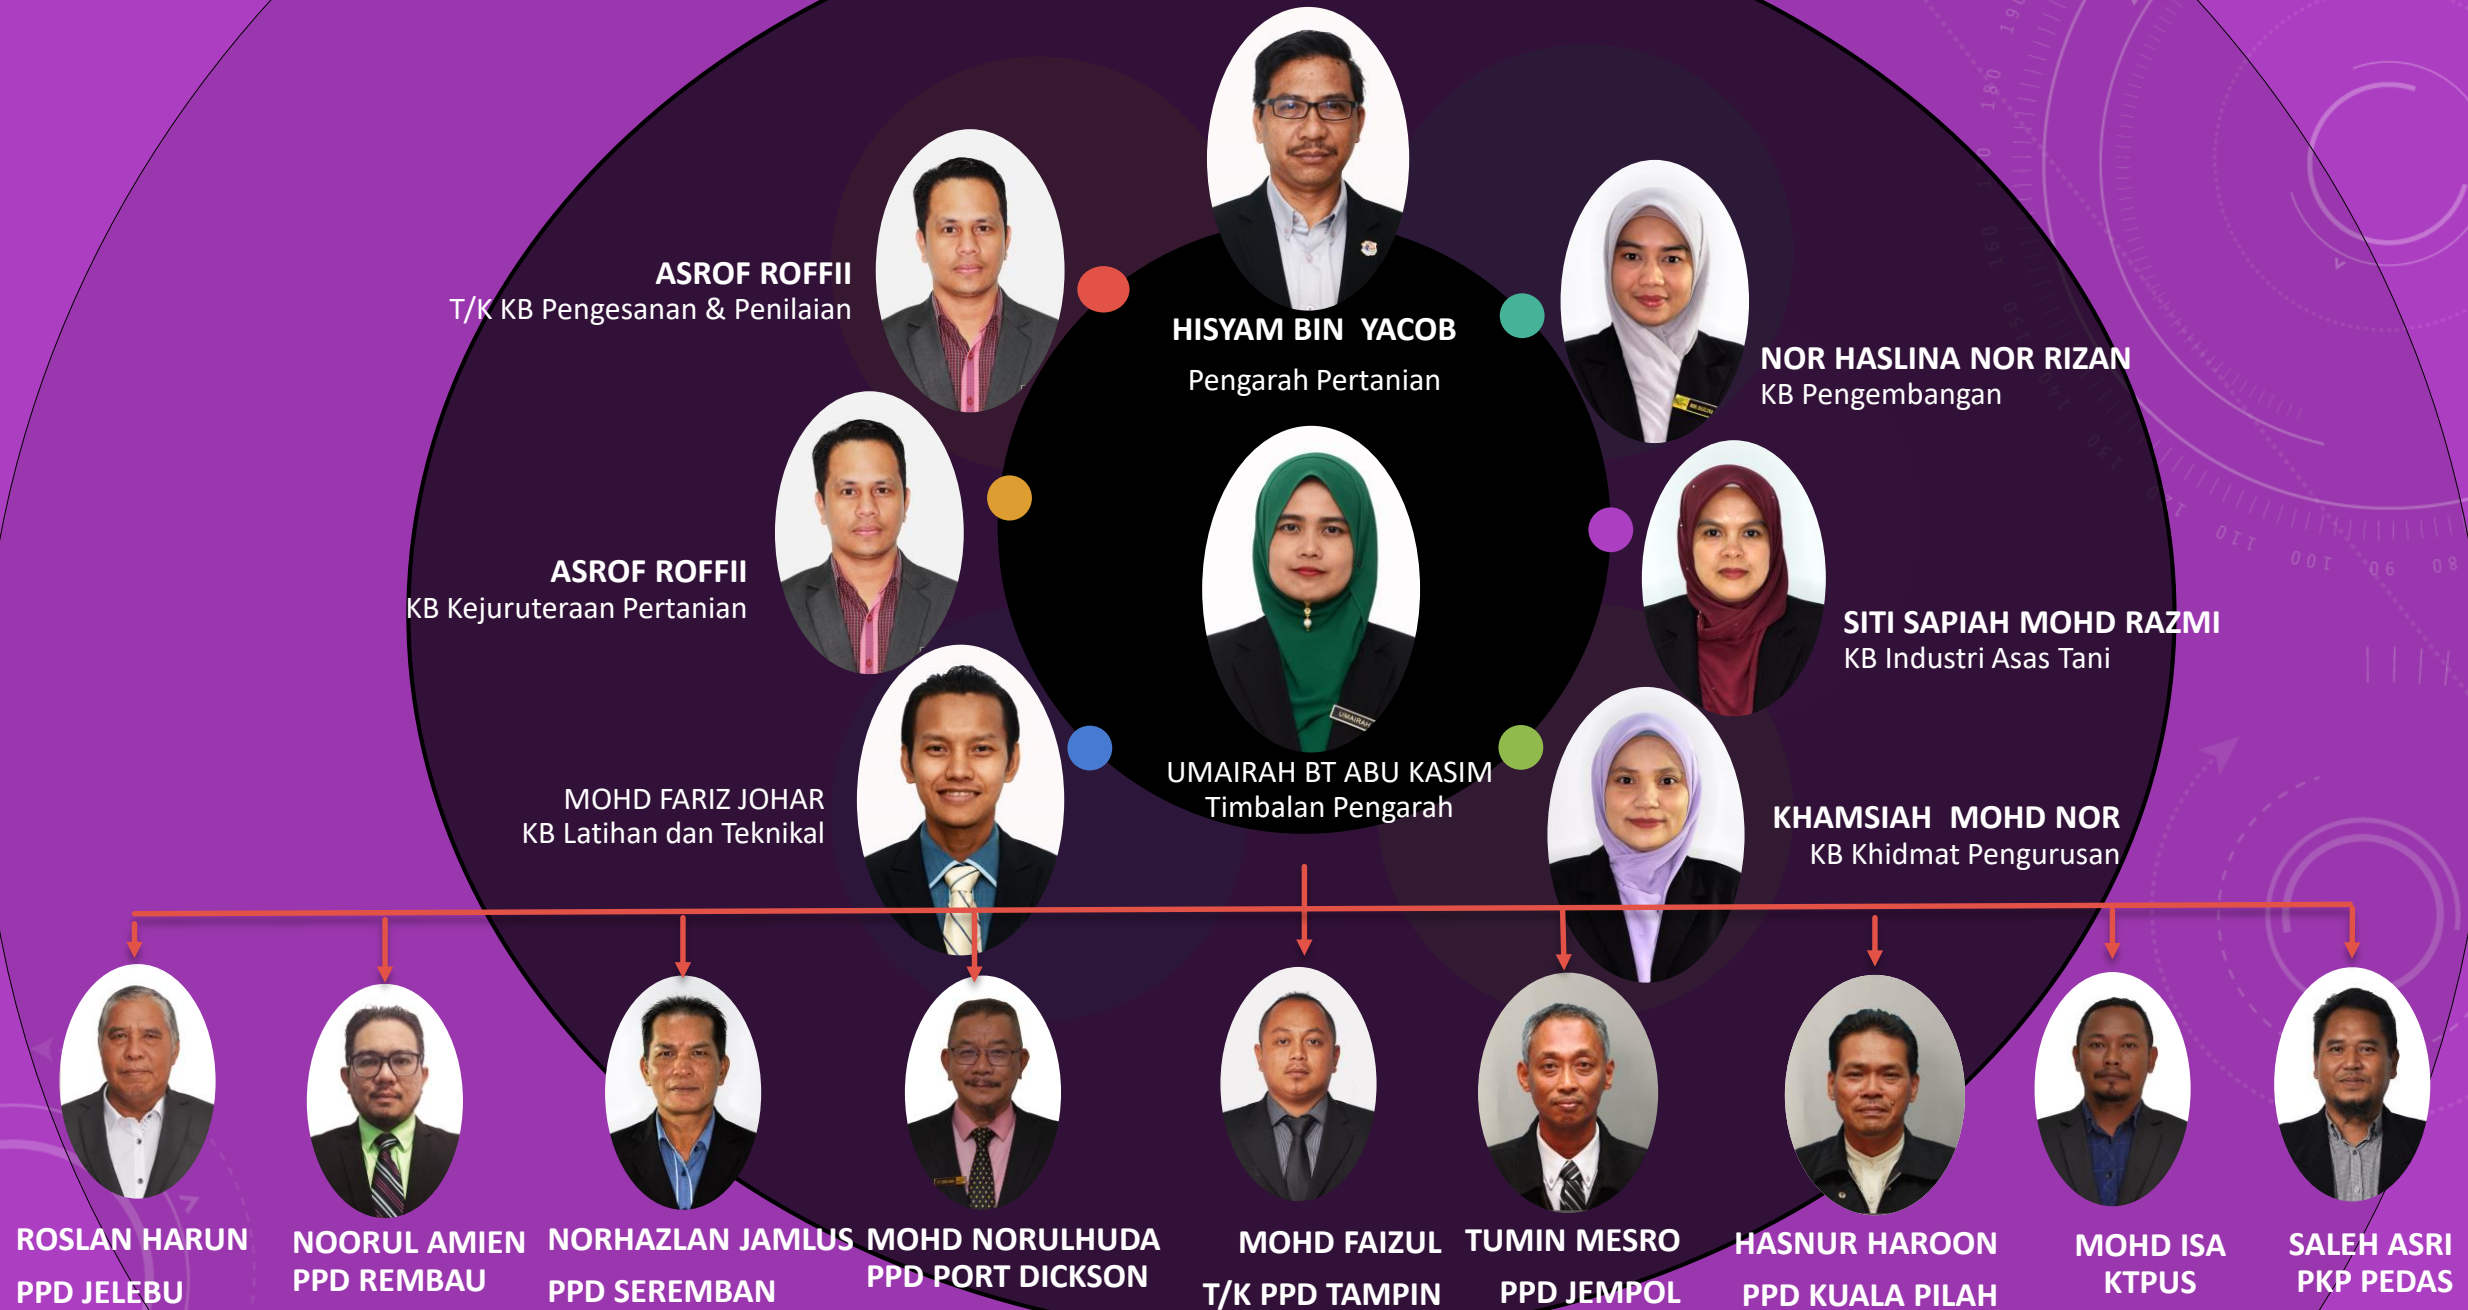 HISYAM BIN  YACOB
Pengarah Pertanian
UMAIRAH
UMAIRAH BT ABU KASIM
Timbalan Pengarah
ASROF ROFFII
T/K KB Pengesanan & Penilaian
ASROF ROFFII
KB Kejuruteraan Pertanian
MOHD FARIZ JOHAR
KB Latihan dan Teknikal
NOR HASLINA NOR RIZAN
KB Pengembangan
SITI SAPIAH MOHD RAZMI
KB Industri Asas Tani
KHAMSIAH  MOHD NOR
KB Khidmat Pengurusan
ROSLAN HARUN
PPD JELEBU
NOORUL AMIEN
PPD REMBAU
NORHAZLAN JAMLUS
PPD SEREMBAN
MOHD NORULHUDA
PPD PORT DICKSON
MOHD FAIZUL
T/K PPD TAMPIN
TUMIN MESRO
PPD JEMPOL
HASNUR HAROON
PPD KUALA PILAH
MOHD ISA
KTPUS
SALEH ASRI
PKP PEDAS